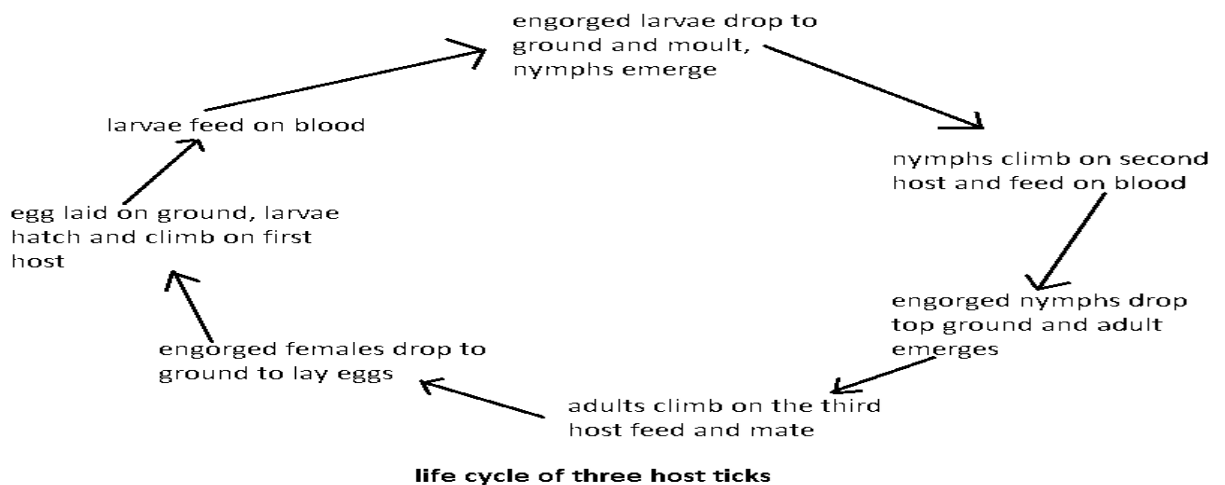 engorged larvae drop to
ground and moult,
nymphs emerge
larvae feed on blood
nymphs climb on second
host and feed on blood
egg laid on ground, larvae
hatch and climb on first
host
engorged nymphs drop
top ground and adult
emerges
engorged females drop to
ground to lay eggs
adults climb on the third
host feed and mate
life cycle of three host ticks